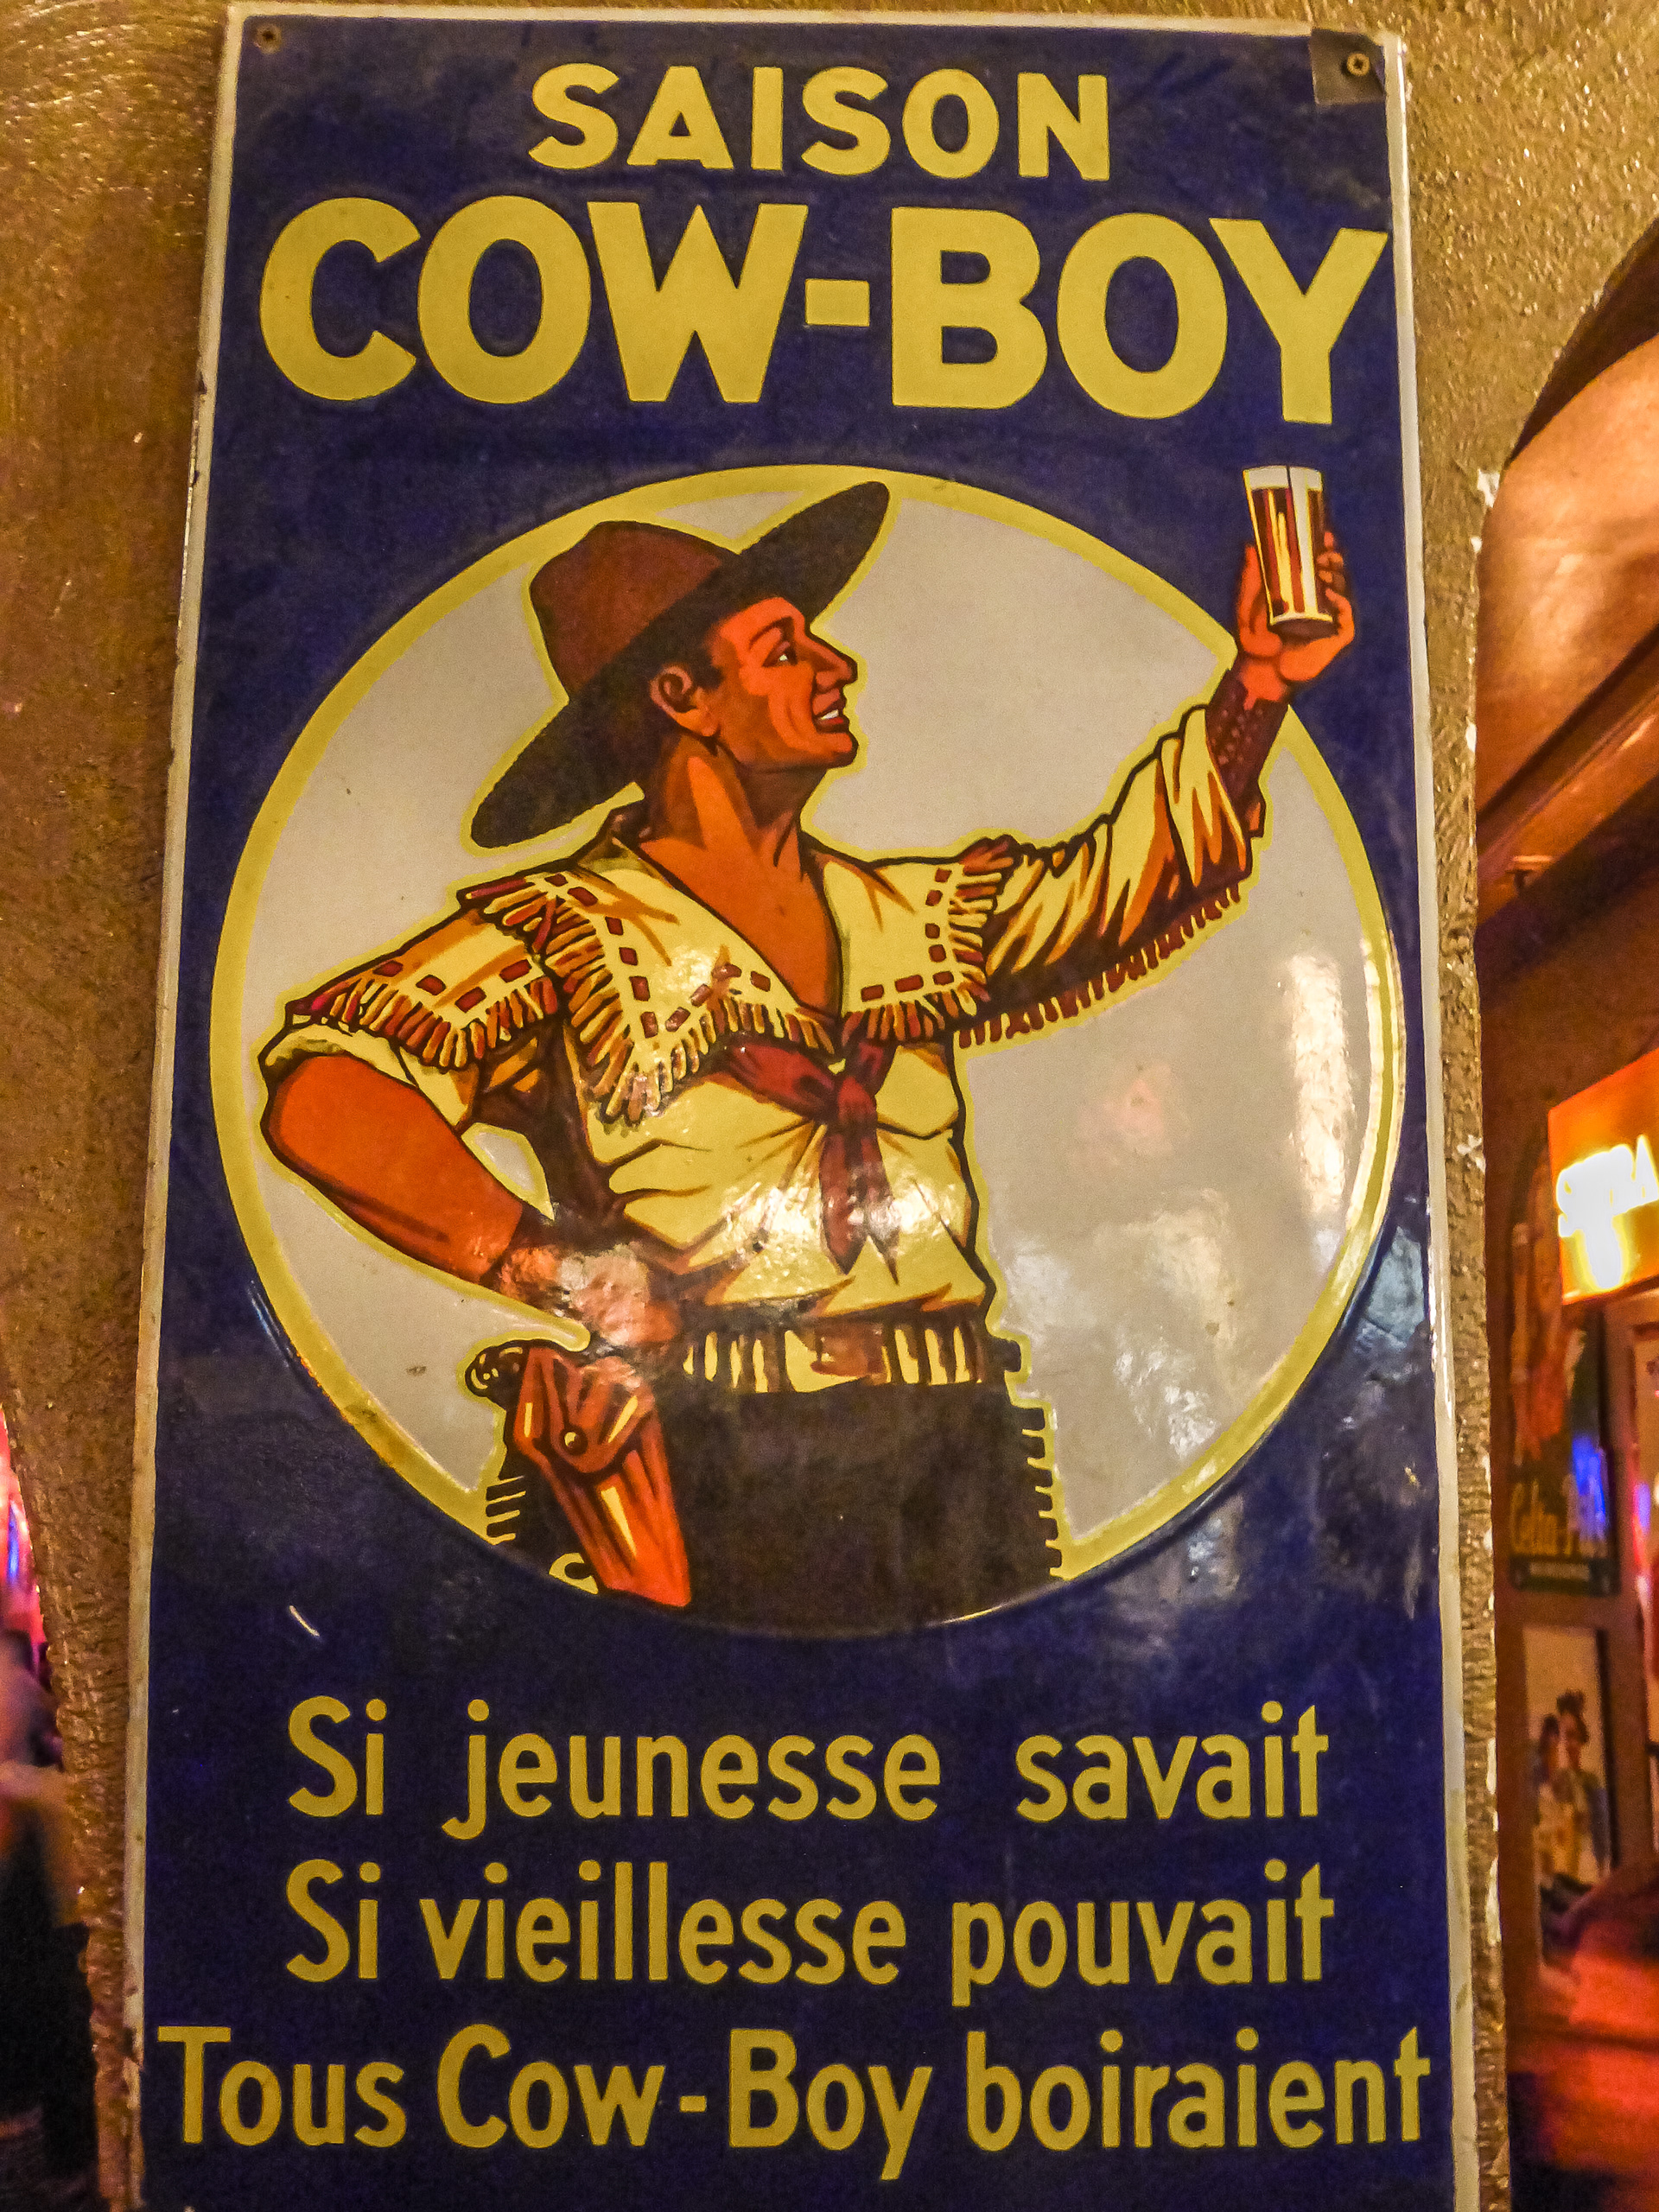 SAISON
COW-BOY
Si jeunesse savait
Si vieillesse pouvait
Tous Cow-Boy boiraient